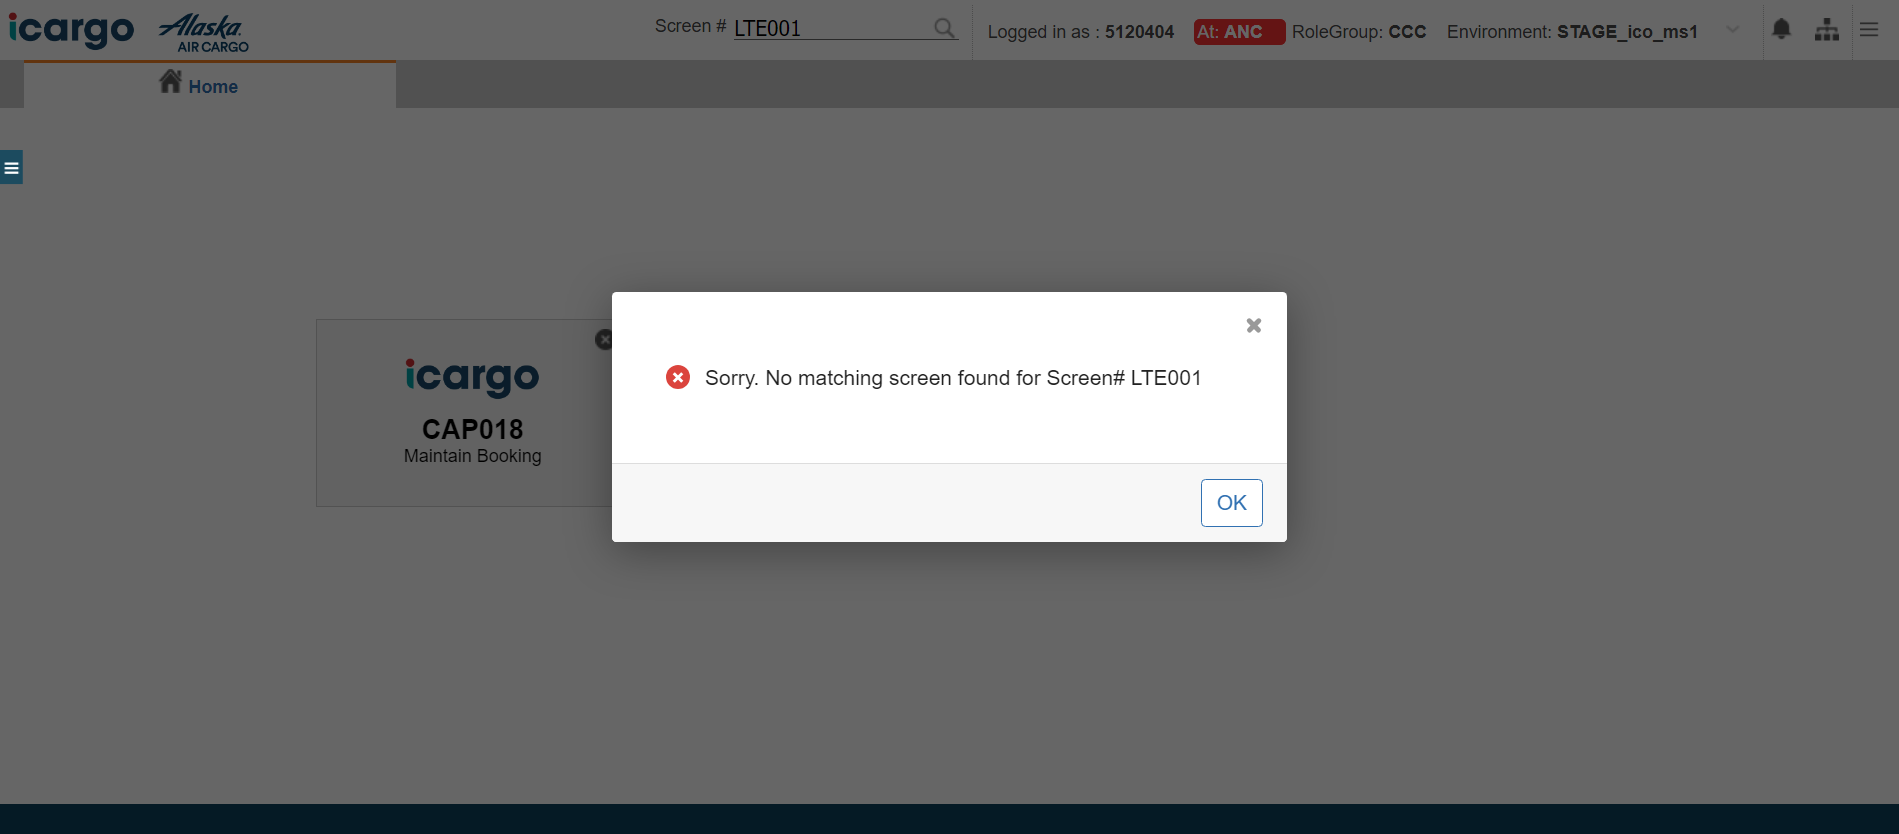 icargo Alaska AIR CARGO Screen # LTE001 Logged in as : 5120404 At: ANC RoleGroup: CCC Environment: STAGE_ico_ms1
Home
Sorry. No matching screen found for Screen# LTE001
OK
icargo
CAP018
Maintain Booking